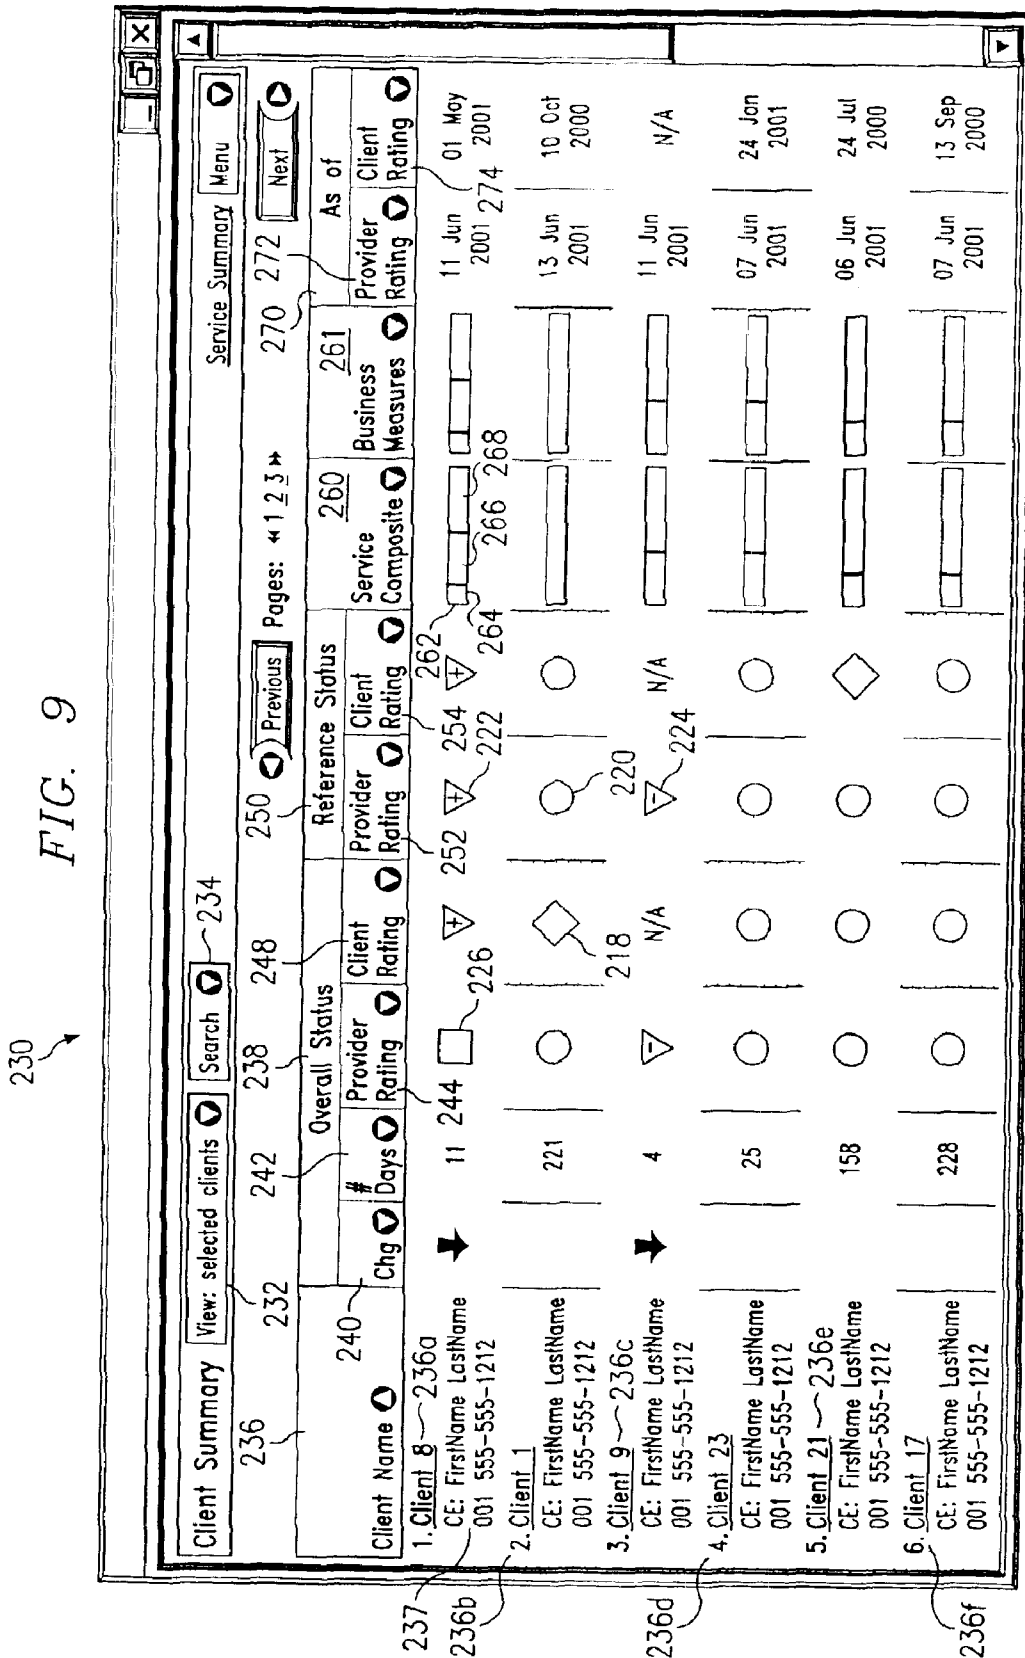 FIG. 9
230
Client Summary View: selected clients Search 234 Service Summary Menu
236 232 242 238 248 250 Previous Pages: 1 2 3 270 272 Next
Overall Status Reference Status 260 261 As of
240 Client Name Chg # Days Provider Rating Client Rating Provider Rating Client Rating Service Composite Business Measures Provider Rating Client Rating
244 252 254 262 264 266 268 274
1. Client 8 236a
237 CE: FirstName LastName 11 + + + 11 Jun 01 May
001 555-555-1212 226 222 2001 2001
236b 2. Client 1
CE: FirstName LastName 221 13 Jun 10 Oct
001 555-555-1212 218 220 2001 2000
3. Client 9 236c
CE: FirstName LastName 4 - N/A - N/A 11 Jun N/A
001 555-555-1212 224 2001
236d 4. Client 23
CE: FirstName LastName 25 07 Jun 24 Jan
001 555-555-1212 2001 2001
5. Client 21 236e
CE: FirstName LastName 158 06 Jun 24 Jul
001 555-555-1212 2001 2000
236f 6. Client 17
CE: FirstName LastName 228 07 Jun 13 Sep
001 555-555-1212 2001 2000